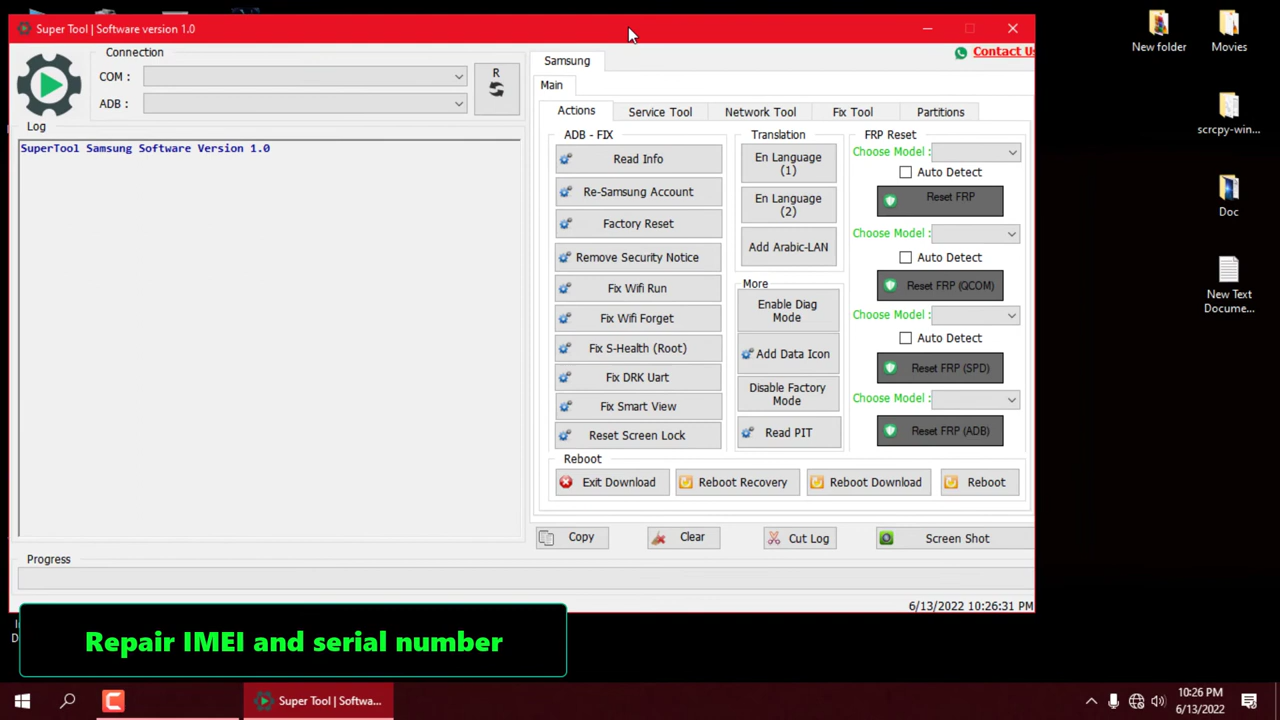 Super Tool | Software version 1.0
Connection
COM :
ADB :
R
Log
SuperTool Samsung Software Version 1.0
Samsung
Contact Us
Main
Actions
Service Tool
Network Tool
Fix Tool
Partitions
ADB - FIX
Read Info
Re-Samsung Account
Factory Reset
Remove Security Notice
Fix Wifi Run
Fix Wifi Forget
Fix S-Health (Root)
Fix DRK Uart
Fix Smart View
Reset Screen Lock
Translation
En Language
(1)
En Language
(2)
Add Arabic-LAN
More
Enable Diag
Mode
Add Data Icon
Disable Factory
Mode
Read PIT
FRP Reset
Choose Model :
Auto Detect
Reset FRP
Choose Model :
Auto Detect
Reset FRP (QCOM)
Choose Model :
Auto Detect
Reset FRP (SPD)
Choose Model :
Reset FRP (ADB)
Reboot
Exit Download
Reboot Recovery
Reboot Download
Reboot
Copy
Clear
Cut Log
Screen Shot
Progress
6/13/2022 10:26:31 PM
Repair IMEI and serial number
New folder
Movies
scrcpy-win...
Doc
New Text
Docume...
Super Tool | Softwa...
10:26 PM
6/13/2022